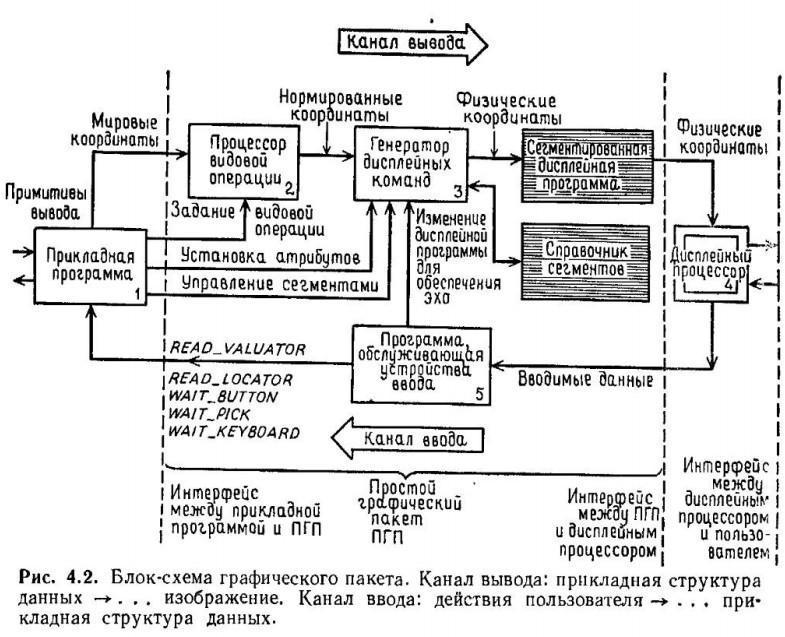 Канал вывода
Мировые
координаты
Нормированные
координаты
Физические
координаты
Физические
координаты
Примитивы
вывода
Процессор
видовой
операции
2
Генератор
дисплейных
команд
3
Сегментированная
дисплейная
программа
Задание видовой
операции
Прикладная
программа
1
Установка атрибутов
Управление сегментами
Изменение
дисплейной
программы
для
обеспечения
эха
Справочник
сегментов
Дисплейный
процессор
4
READ_VALUATOR
READ_LOCATOR
WAIT_BUTTON
WAIT_PICK
WAIT_KEYBOARD
Программа,
обслуживающая
устройства
ввода
5
Вводимые данные
Канал ввода
Интерфейс
между прикладной
программой и ПГП
Простой
графический
пакет
ПГП
Интерфейс
между ПГП
и дисплейным
процессором
Интерфейс
между
дисплейным
процессором
и пользо-
вателем
Рис. 4.2. Блок-схема графического пакета. Канал вывода: прикладная структура
данных →. . . изображение. Канал ввода: действия пользователя → . . . при-
кладная структура данных.